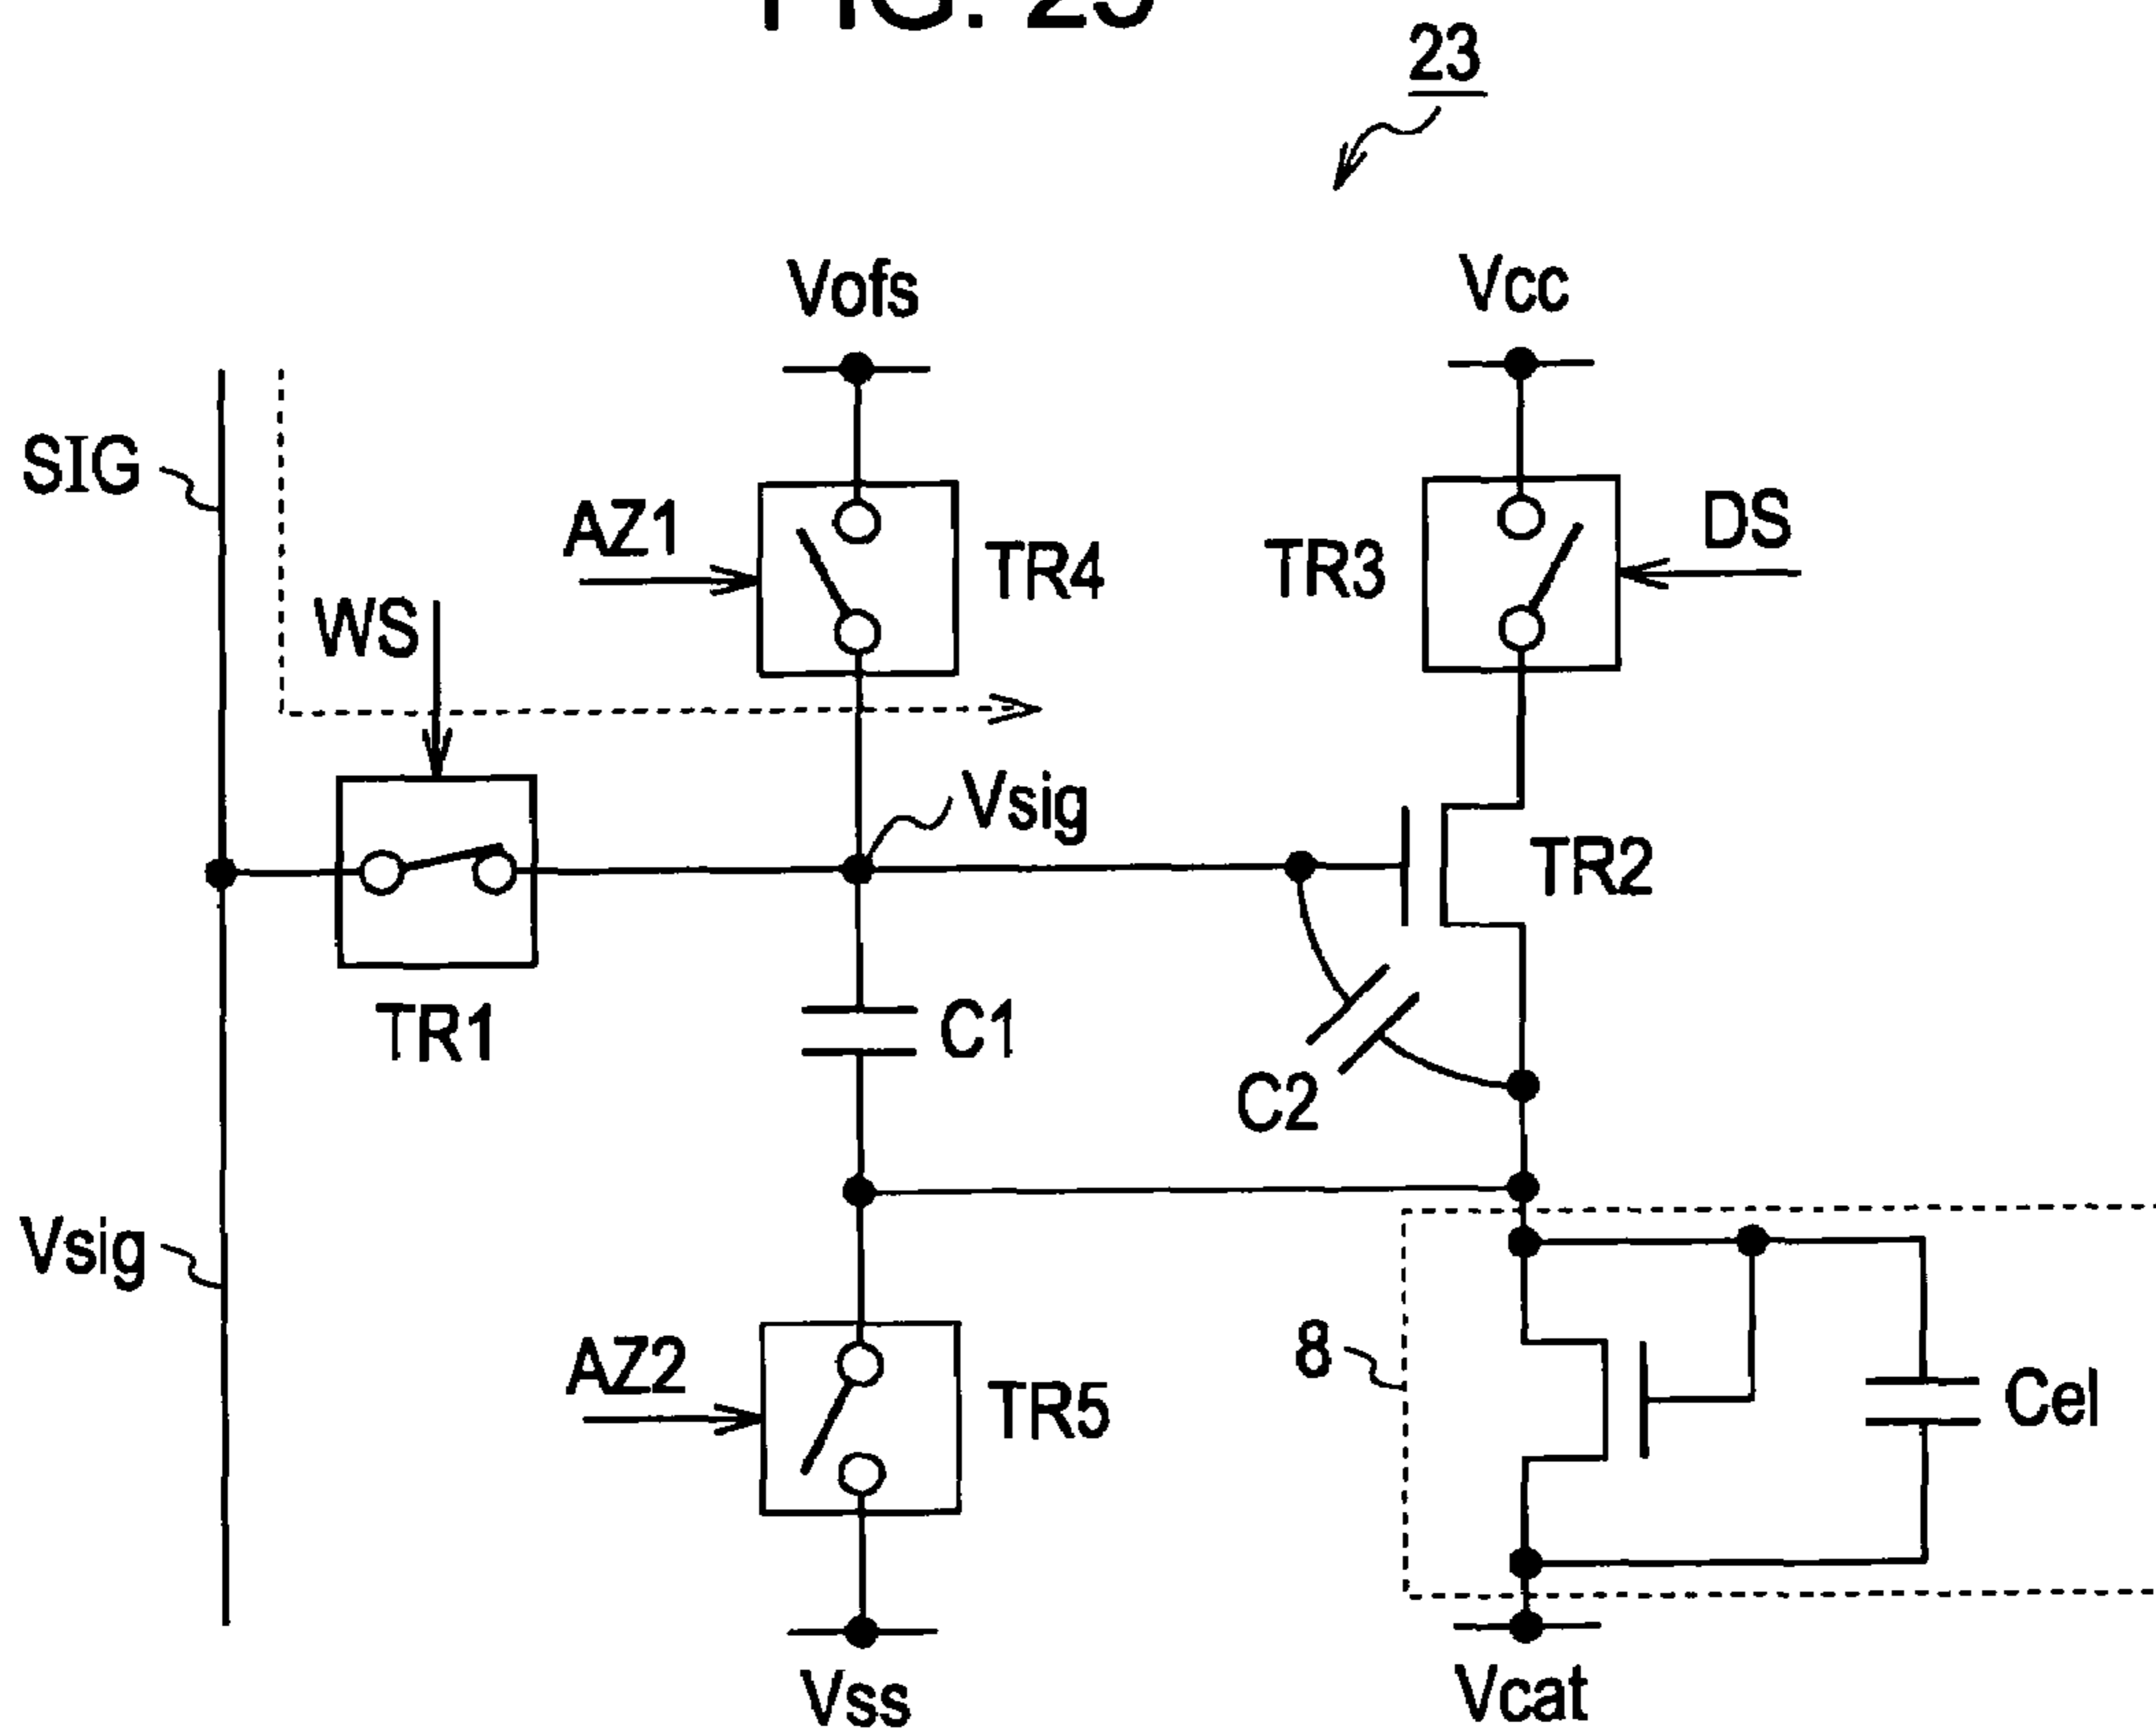 23
Vofs
Vcc
SIG
AZ1
TR4
TR3
DS
WS
Vsig
TR2
TR1
C1
C2
Vsig
8
AZ2
TR5
Cel
Vss
Vcat